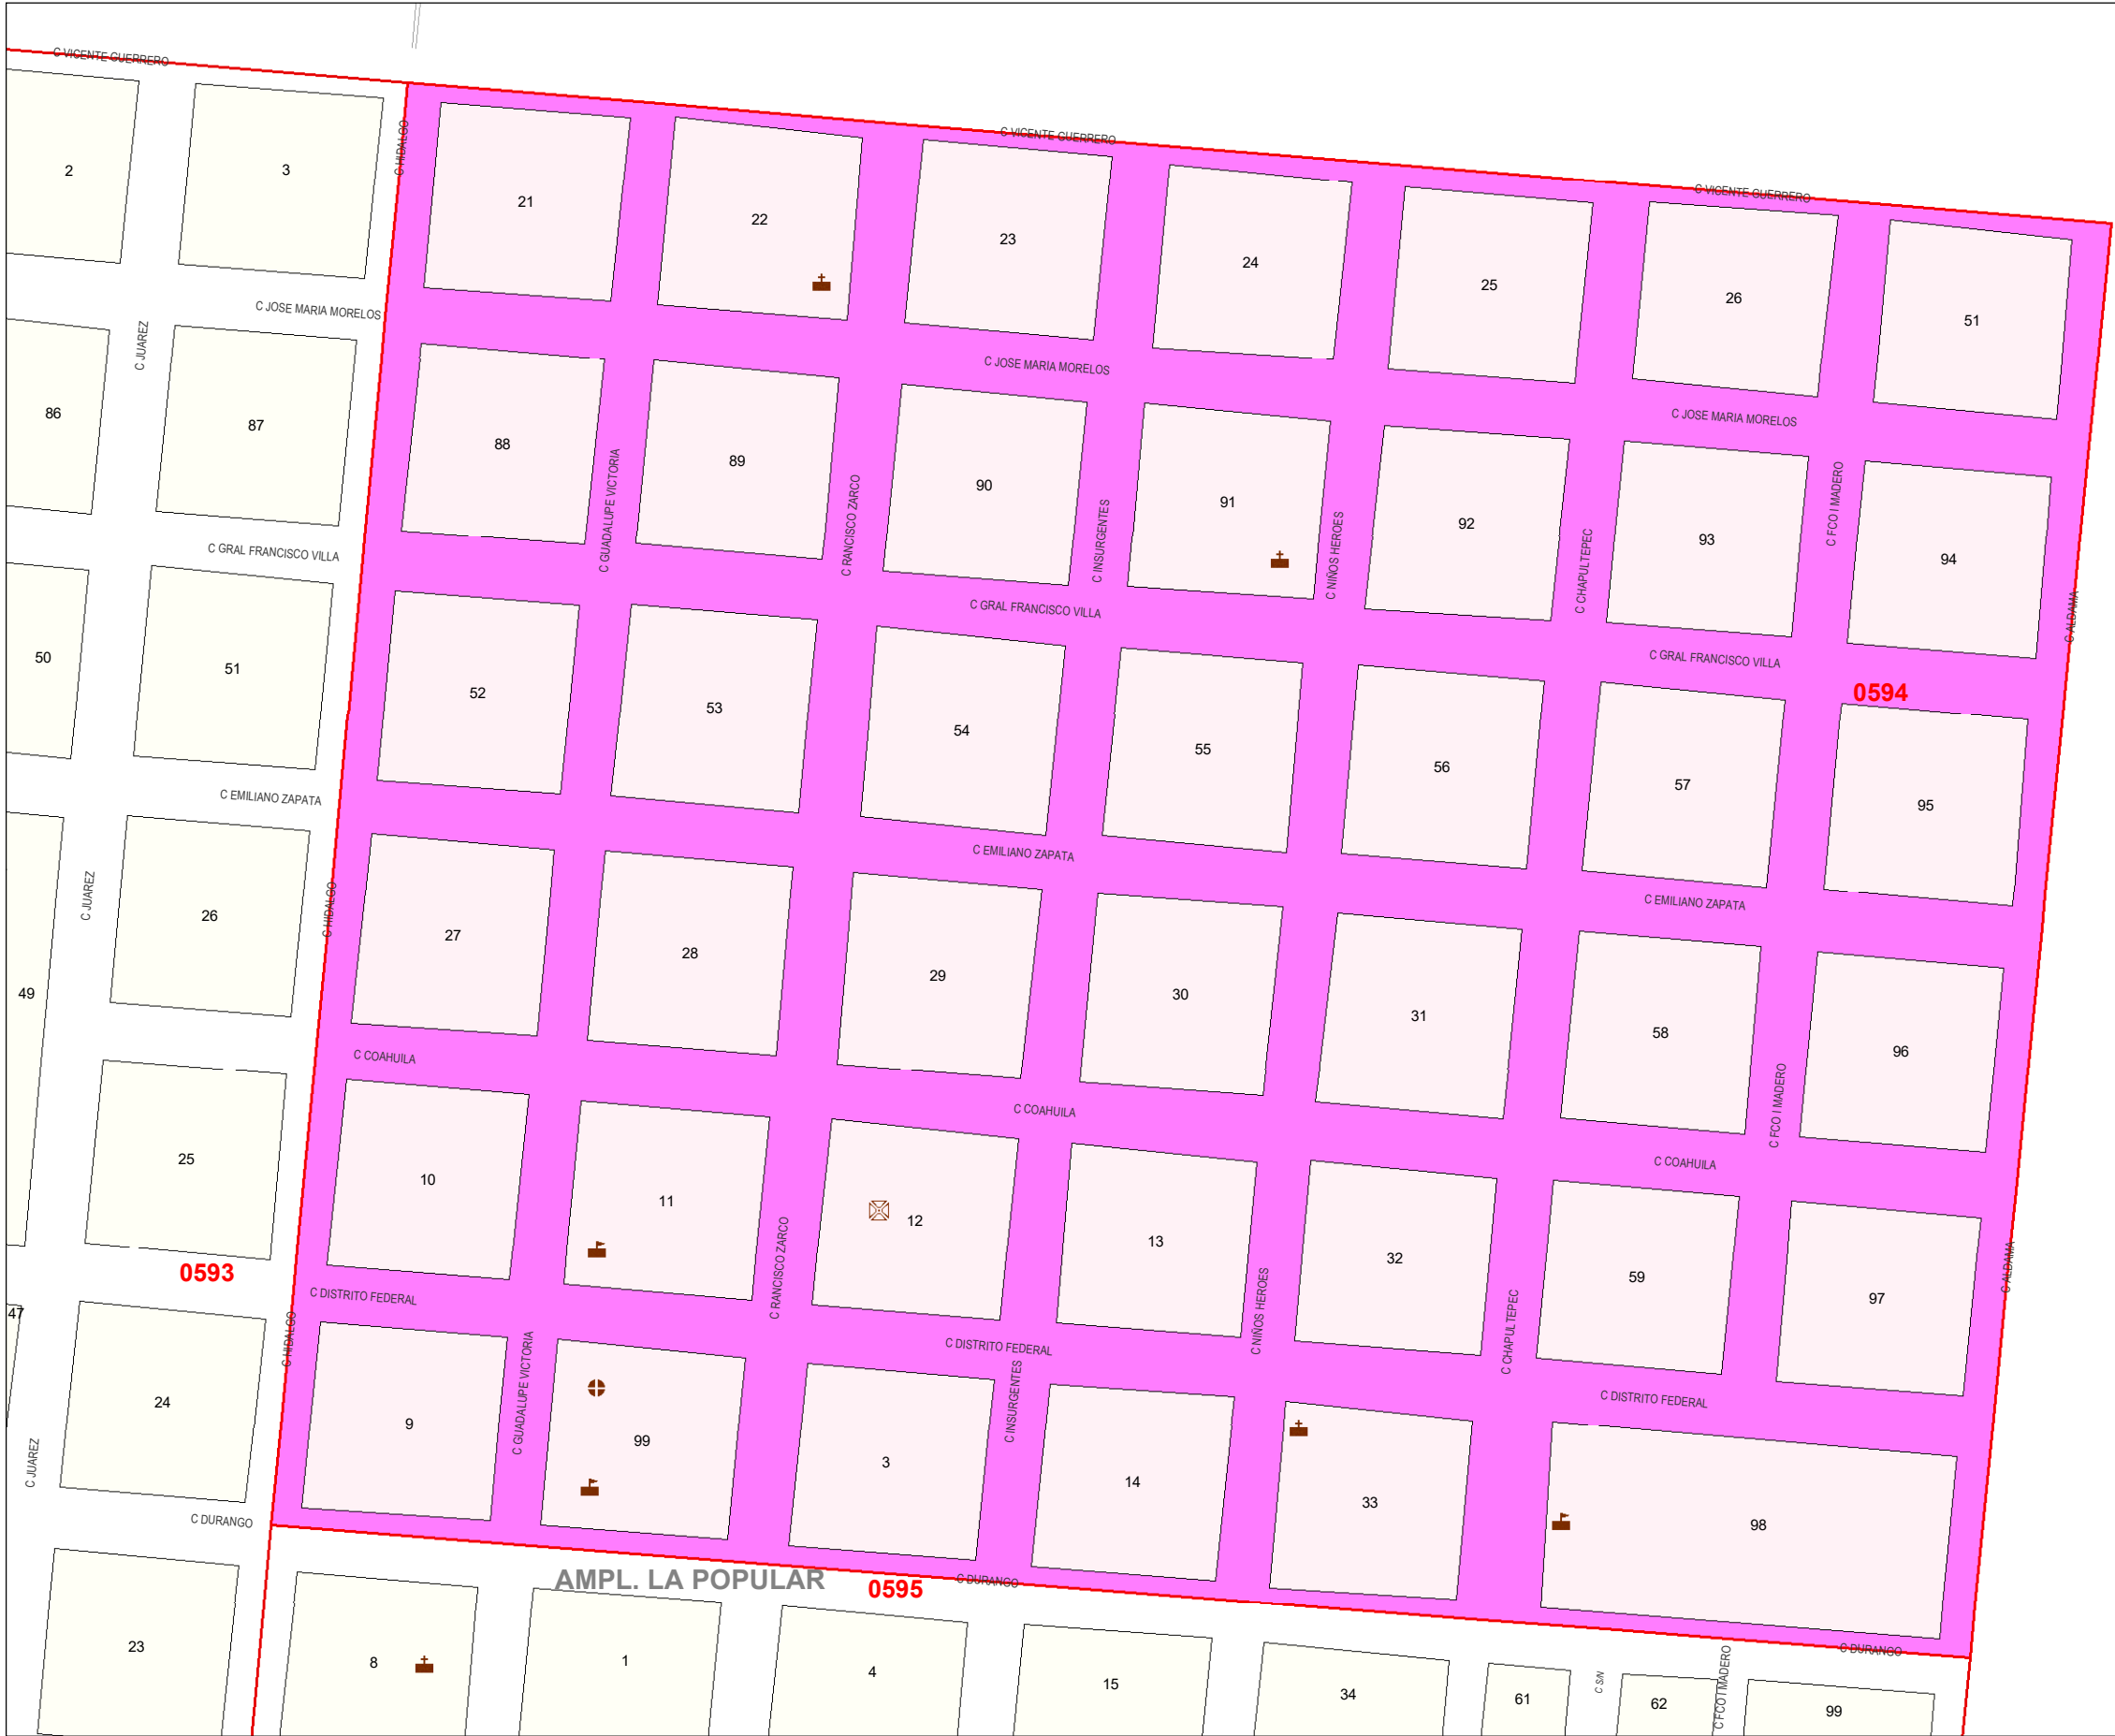 C VICENTE GUERRERO
C VICENTE GUERRERO
C VICENTE GUERRERO
C HIDALGO
2
3
21
22
23
24
25
26
51
C JOSE MARIA MORELOS
C JOSE MARIA MORELOS
C JOSE MARIA MORELOS
C JUAREZ
86
87
88
89
90
91
92
93
94
C GUADALUPE VICTORIA
C RANCISCO ZARCO
C INSURGENTES
C NIÑOS HEROES
C CHAPULTEPEC
C FCO I MADERO
C ALDAMA
C GRAL FRANCISCO VILLA
C GRAL FRANCISCO VILLA
C GRAL FRANCISCO VILLA
0594
50
51
52
53
54
55
56
57
95
C EMILIANO ZAPATA
C EMILIANO ZAPATA
C EMILIANO ZAPATA
C JUAREZ
C HIDALGO
49
26
27
28
29
30
31
58
96
C COAHUILA
C COAHUILA
C COAHUILA
C FCO I MADERO
25
10
11
12
13
32
59
97
0593
C RANCISCO ZARCO
C NIÑOS HEROES
C CHAPULTEPEC
C ALDAMA
C DISTRITO FEDERAL
C DISTRITO FEDERAL
C DISTRITO FEDERAL
47
C HIDALGO
24
9
99
3
14
33
98
C JUAREZ
C GUADALUPE VICTORIA
C INSURGENTES
C DURANGO
C DURANGO
C DURANGO
AMPL. LA POPULAR
0595
23
8
1
4
15
34
61
C S/N
62
C FCO I MADERO
99